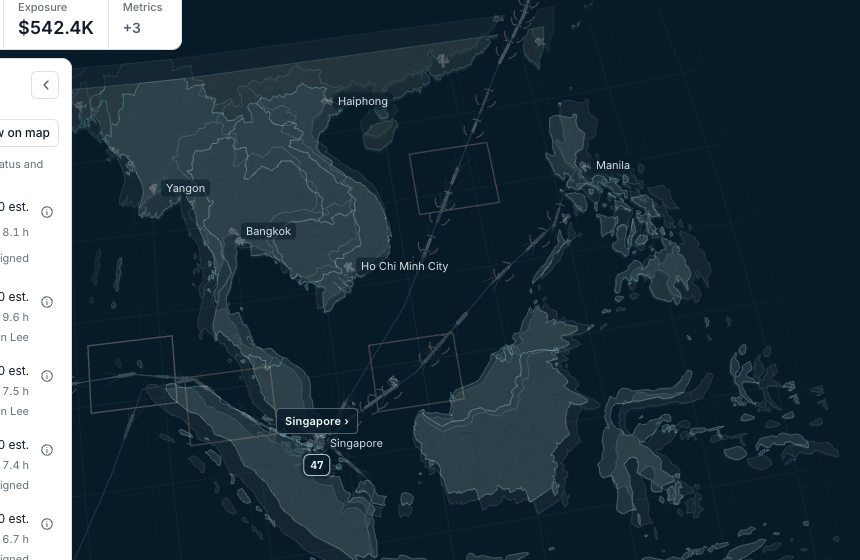 Exposure
Metrics
$542.4K
+3
w on map
atus and
0 est.
8.1 h
igned
0 est.
9.6 h
n Lee
0 est.
7.5 h
n Lee
0 est.
7.4 h
igned
0 est.
6.7 h
igned
Haiphong
Manila
Yangon
Bangkok
Ho Chi Minh City
Singapore ›
Singapore
47